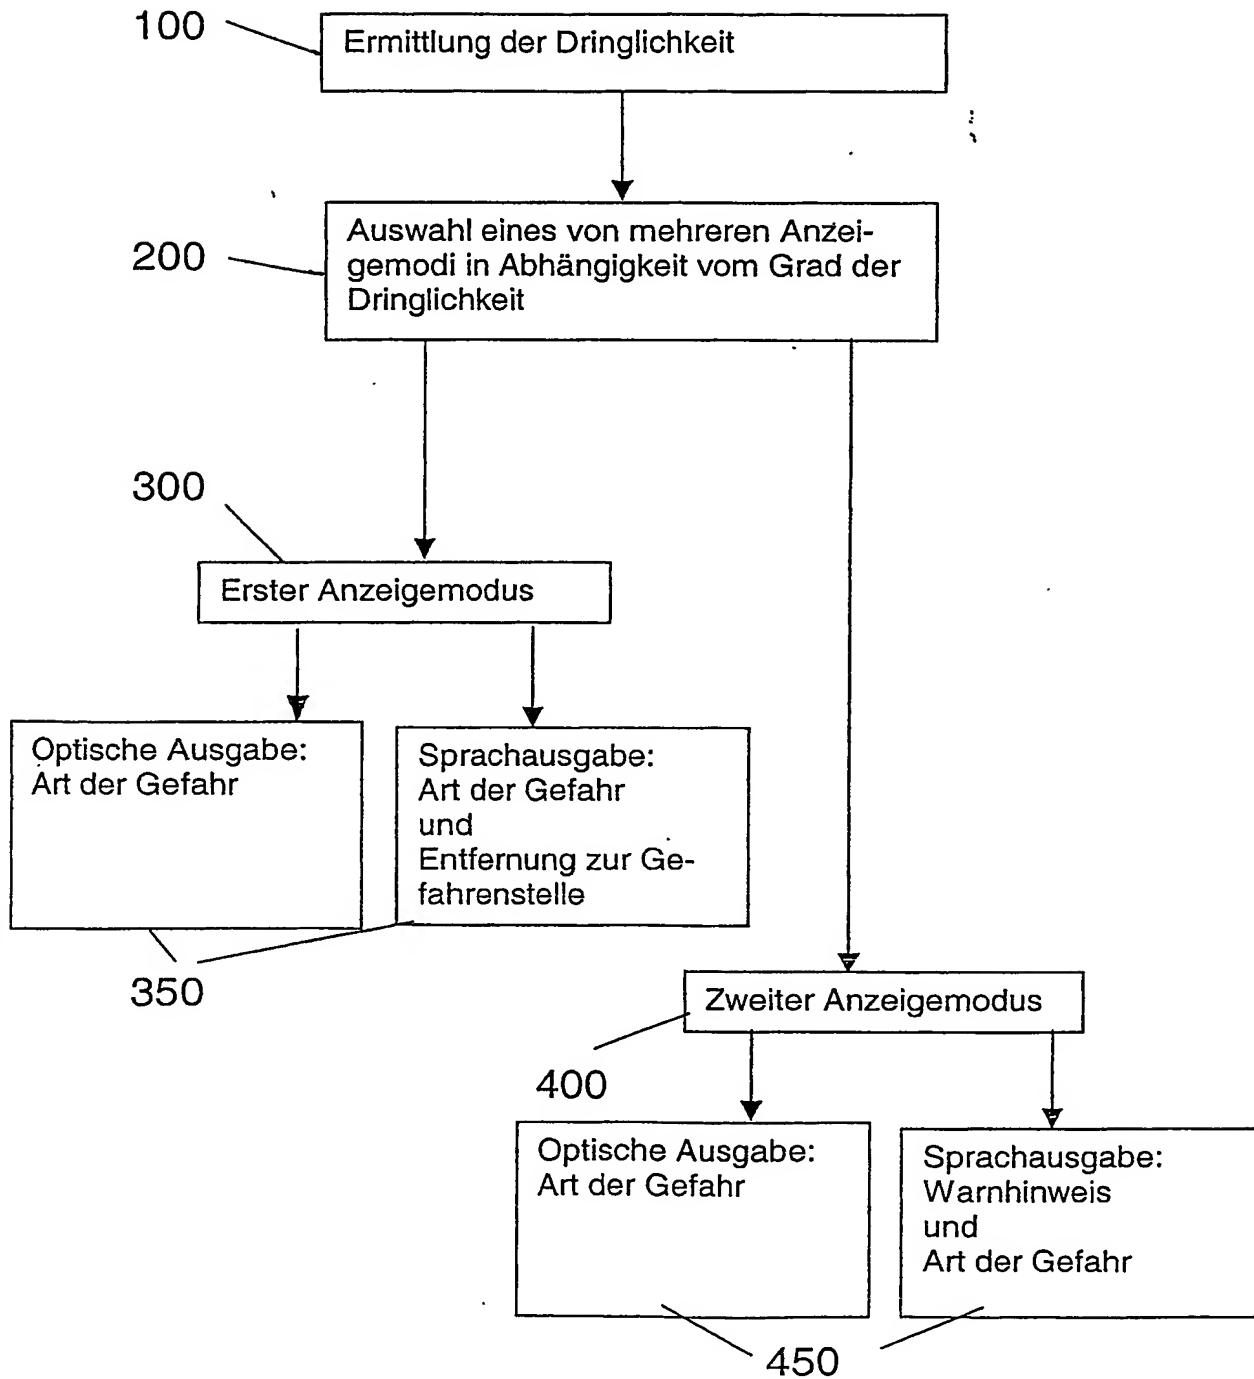 100
Ermittlung der Dringlichkeit
200
Auswahl eines von mehreren Anzei-
gemodi in Abhängigkeit vom Grad der
Dringlichkeit
300
Erster Anzeigemodus
Optische Ausgabe:
Art der Gefahr
Sprachausgabe:
Art der Gefahr
und
Entfernung zur Ge-
fahrenstelle
350
Zweiter Anzeigemodus
400
Optische Ausgabe:
Art der Gefahr
Sprachausgabe:
Warnhinweis
und
Art der Gefahr
450